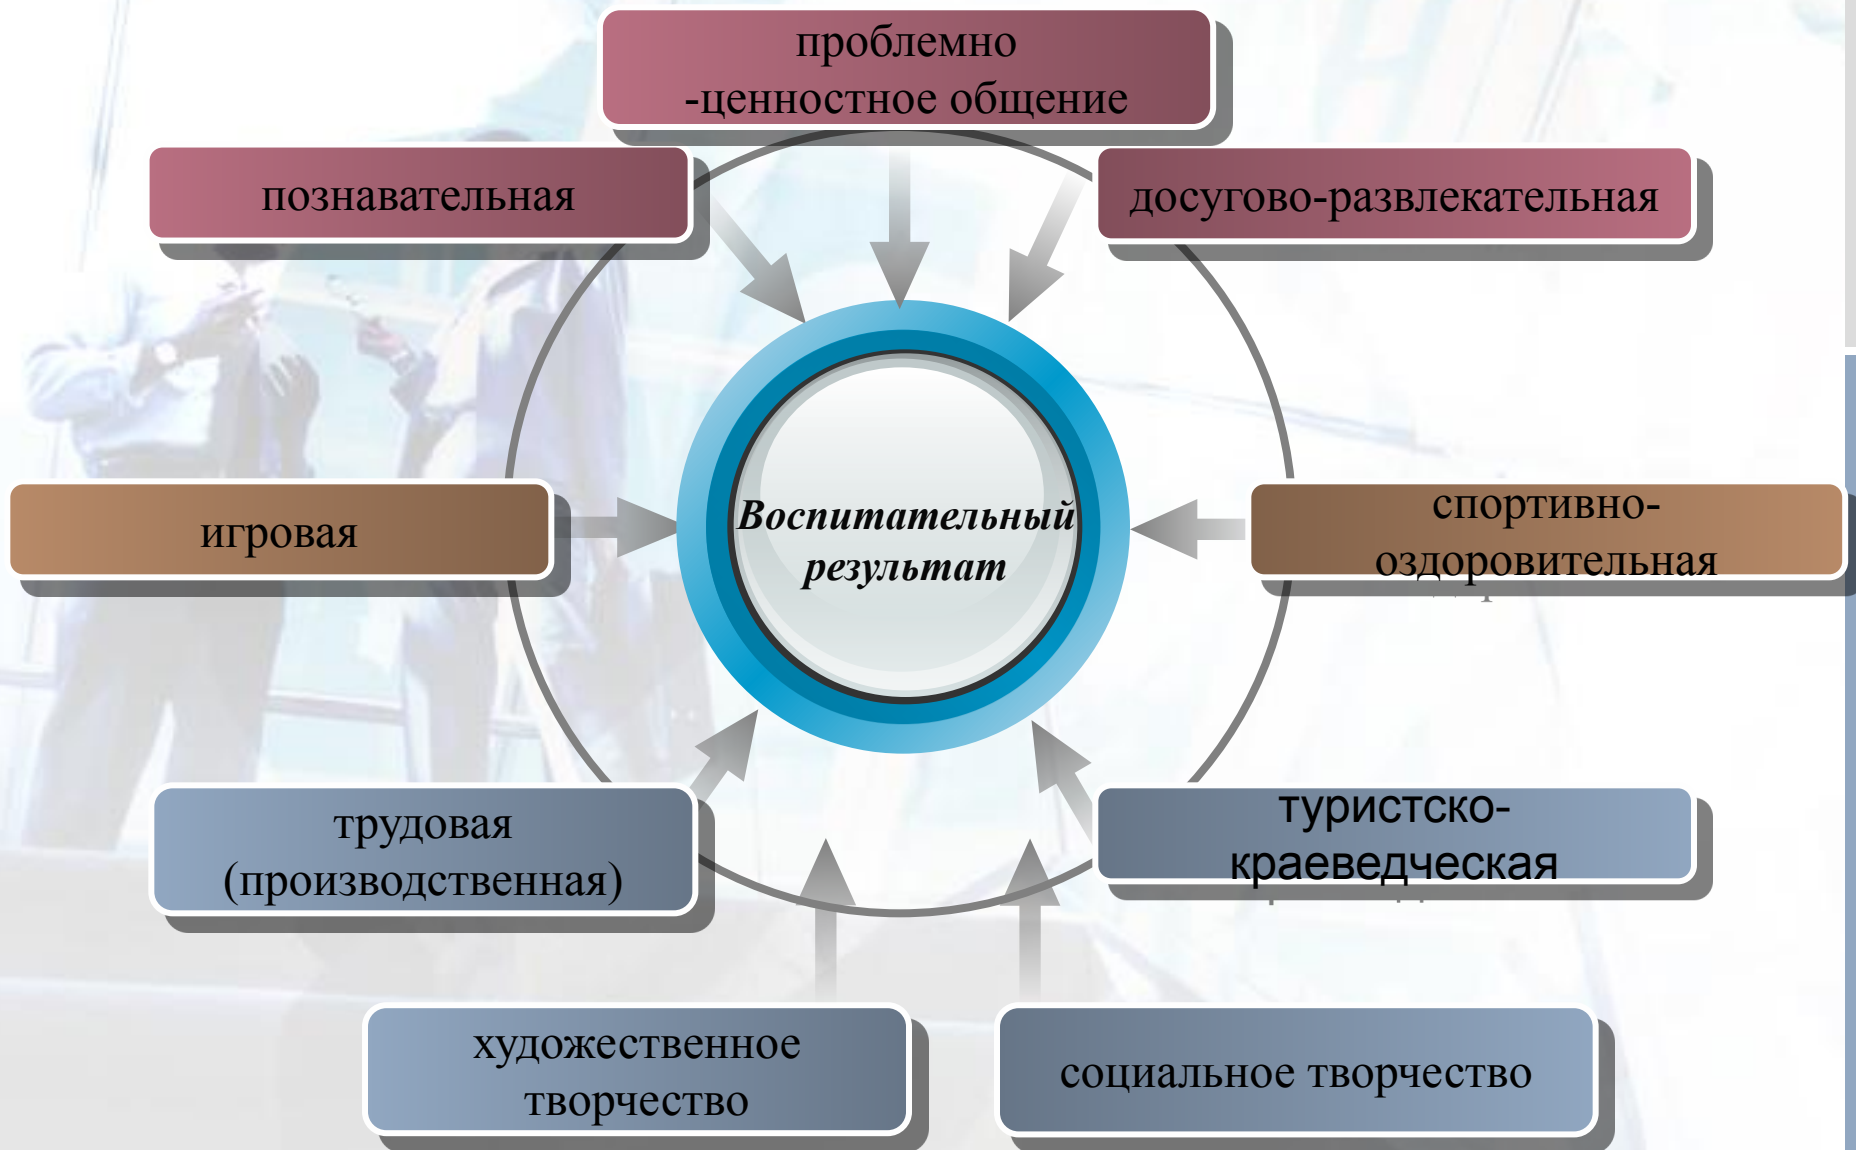 проблемно
-ценностное общение
познавательная
досугово-развлекательная
игровая
Воспитательный
результат
спортивно-
оздоровительная
трудовая
(производственная)
туристско-
краеведческая
художественное
творчество
социальное творчество